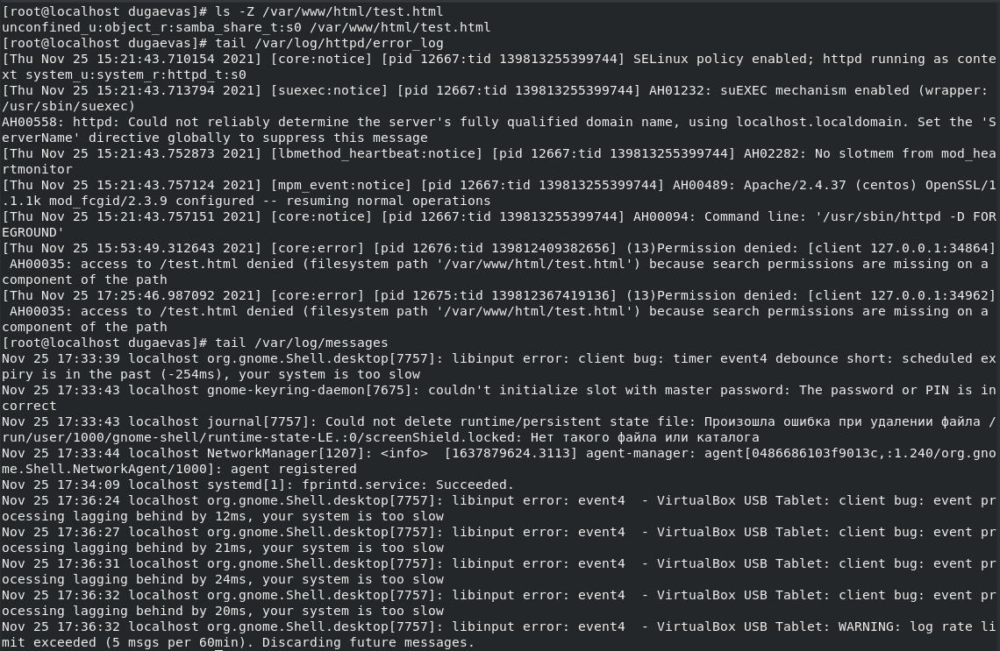 [root@localhost dugaevas]# ls -Z /var/www/html/test.html
unconfined_u:object_r:samba_share_t:s0 /var/www/html/test.html
[root@localhost dugaevas]# tail /var/log/httpd/error_log
[Thu Nov 25 15:21:43.710154 2021] [core:notice] [pid 12667:tid 139813255399744] SELinux policy enabled; httpd running as conte
xt system_u:system_r:httpd_t:s0
[Thu Nov 25 15:21:43.713794 2021] [suexec:notice] [pid 12667:tid 139813255399744] AH01232: suEXEC mechanism enabled (wrapper:
/usr/sbin/suexec)
AH00558: httpd: Could not reliably determine the server's fully qualified domain name, using localhost.localdomain. Set the 'S
erverName' directive globally to suppress this message
[Thu Nov 25 15:21:43.752873 2021] [lbmethod_heartbeat:notice] [pid 12667:tid 139813255399744] AH02282: No slotmem from mod_hea
rtmonitor
[Thu Nov 25 15:21:43.757124 2021] [mpm_event:notice] [pid 12667:tid 139813255399744] AH00489: Apache/2.4.37 (centos) OpenSSL/1
.1.1k mod_fcgid/2.3.9 configured -- resuming normal operations
[Thu Nov 25 15:21:43.757151 2021] [core:notice] [pid 12667:tid 139813255399744] AH00094: Command line: '/usr/sbin/httpd -D FOR
EGROUND'
[Thu Nov 25 15:53:49.312643 2021] [core:error] [pid 12676:tid 139812409382656] (13)Permission denied: [client 127.0.0.1:34864]
 AH00035: access to /test.html denied (filesystem path '/var/www/html/test.html') because search permissions are missing on a
component of the path
[Thu Nov 25 17:25:46.987092 2021] [core:error] [pid 12675:tid 139812367419136] (13)Permission denied: [client 127.0.0.1:34962]
 AH00035: access to /test.html denied (filesystem path '/var/www/html/test.html') because search permissions are missing on a
component of the path
[root@localhost dugaevas]# tail /var/log/messages
Nov 25 17:33:39 localhost org.gnome.Shell.desktop[7757]: libinput error: client bug: timer event4 debounce short: scheduled ex
piry is in the past (-254ms), your system is too slow
Nov 25 17:33:43 localhost gnome-keyring-daemon[7675]: couldn't initialize slot with master password: The password or PIN is in
correct
Nov 25 17:33:43 localhost journal[7757]: Could not delete runtime/persistent state file: Произошла ошибка при удалении файла /
run/user/1000/gnome-shell/runtime-state-LE.:0/screenShield.locked: Нет такого файла или каталога
Nov 25 17:33:44 localhost NetworkManager[1207]: <info>  [1637879624.3113] agent-manager: agent[0486686103f9013c,:1.240/org.gno
me.Shell.NetworkAgent/1000]: agent registered
Nov 25 17:34:09 localhost systemd[1]: fprintd.service: Succeeded.
Nov 25 17:36:24 localhost org.gnome.Shell.desktop[7757]: libinput error: event4  - VirtualBox USB Tablet: client bug: event pr
ocessing lagging behind by 12ms, your system is too slow
Nov 25 17:36:27 localhost org.gnome.Shell.desktop[7757]: libinput error: event4  - VirtualBox USB Tablet: client bug: event pr
ocessing lagging behind by 21ms, your system is too slow
Nov 25 17:36:31 localhost org.gnome.Shell.desktop[7757]: libinput error: event4  - VirtualBox USB Tablet: client bug: event pr
ocessing lagging behind by 24ms, your system is too slow
Nov 25 17:36:32 localhost org.gnome.Shell.desktop[7757]: libinput error: event4  - VirtualBox USB Tablet: client bug: event pr
ocessing lagging behind by 20ms, your system is too slow
Nov 25 17:36:32 localhost org.gnome.Shell.desktop[7757]: libinput error: event4  - VirtualBox USB Tablet: WARNING: log rate li
mit exceeded (5 msgs per 60min). Discarding future messages.